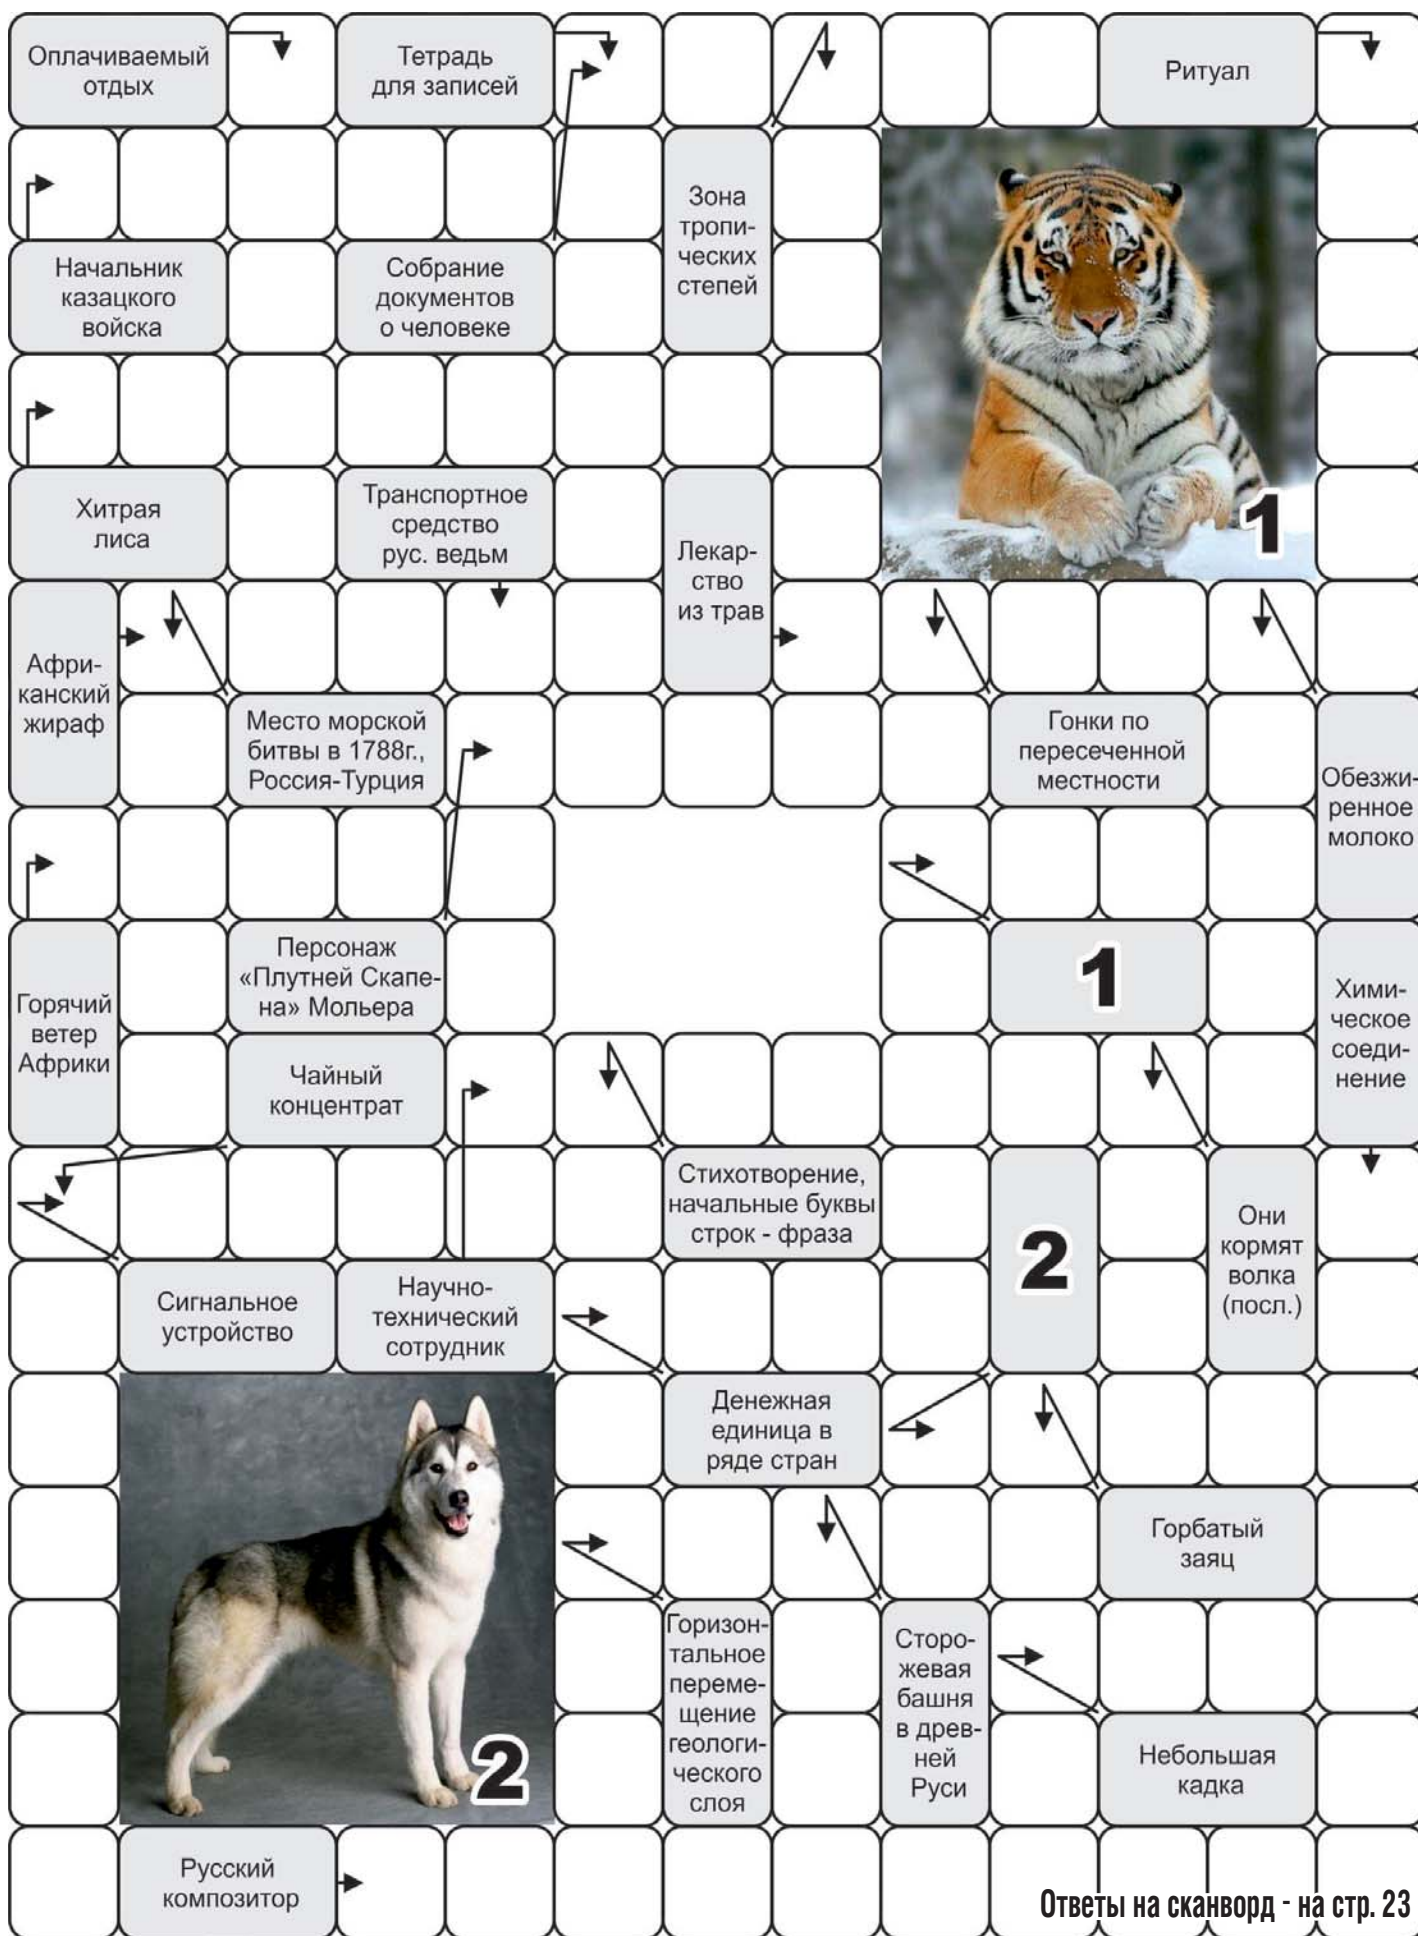 Оплачиваемый
отдых
Тетрадь
для записей
Ритуал
Зона
тропи-
ческих
степей
Начальник
казацкого
войска
Собрание
документов
о человеке
Хитрая
лиса
Транспортное
средство
рус. ведьм
Лекар-
ство
из трав
1
Афри-
канский
жираф
Место морской
битвы в 1788г.,
Россия-Турция
Гонки по
пересеченной
местности
Обезжи-
ренное
молоко
Горячий
ветер
Африки
Персонаж
«Плутней Скапе-
на» Мольера
1
Хими-
ческое
соеди-
нение
Чайный
концентрат
Стихотворение,
начальные буквы
строк - фраза
2
Они
кормят
волка
(посл.)
Сигнальное
устройство
Научно-
технический
сотрудник
Денежная
единица в
ряде стран
Горбатый
заяц
2
Горизон-
тальное
переме-
щение
геологи-
ческого
слоя
Сторо-
жевая
башня
в древ-
ней
Руси
Небольшая
кадка
Русский
композитор
Ответы на сканворд - на стр. 23